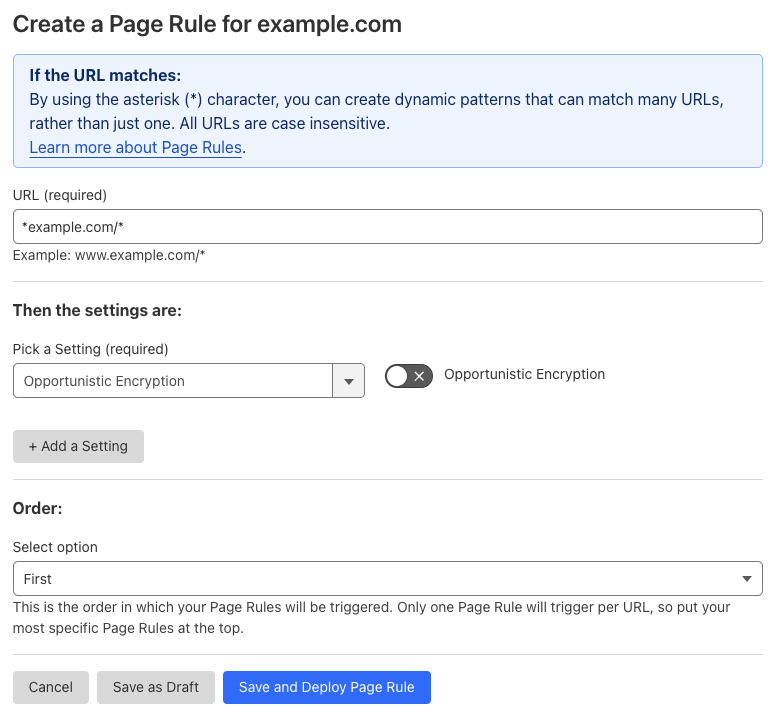 Create a Page Rule for example.com
If the URL matches:
By using the asterisk (*) character, you can create dynamic patterns that can match many URLs,
rather than just one. All URLs are case insensitive.
Learn more about Page Rules.
URL (required)
*example.com/*
Example: www.example.com/*
Then the settings are:
Pick a Setting (required)
Opportunistic Encryption
Opportunistic Encryption
+ Add a Setting
Order:
Select option
First
This is the order in which your Page Rules will be triggered. Only one Page Rule will trigger per URL, so put your
most specific Page Rules at the top.
Cancel
Save as Draft
Save and Deploy Page Rule